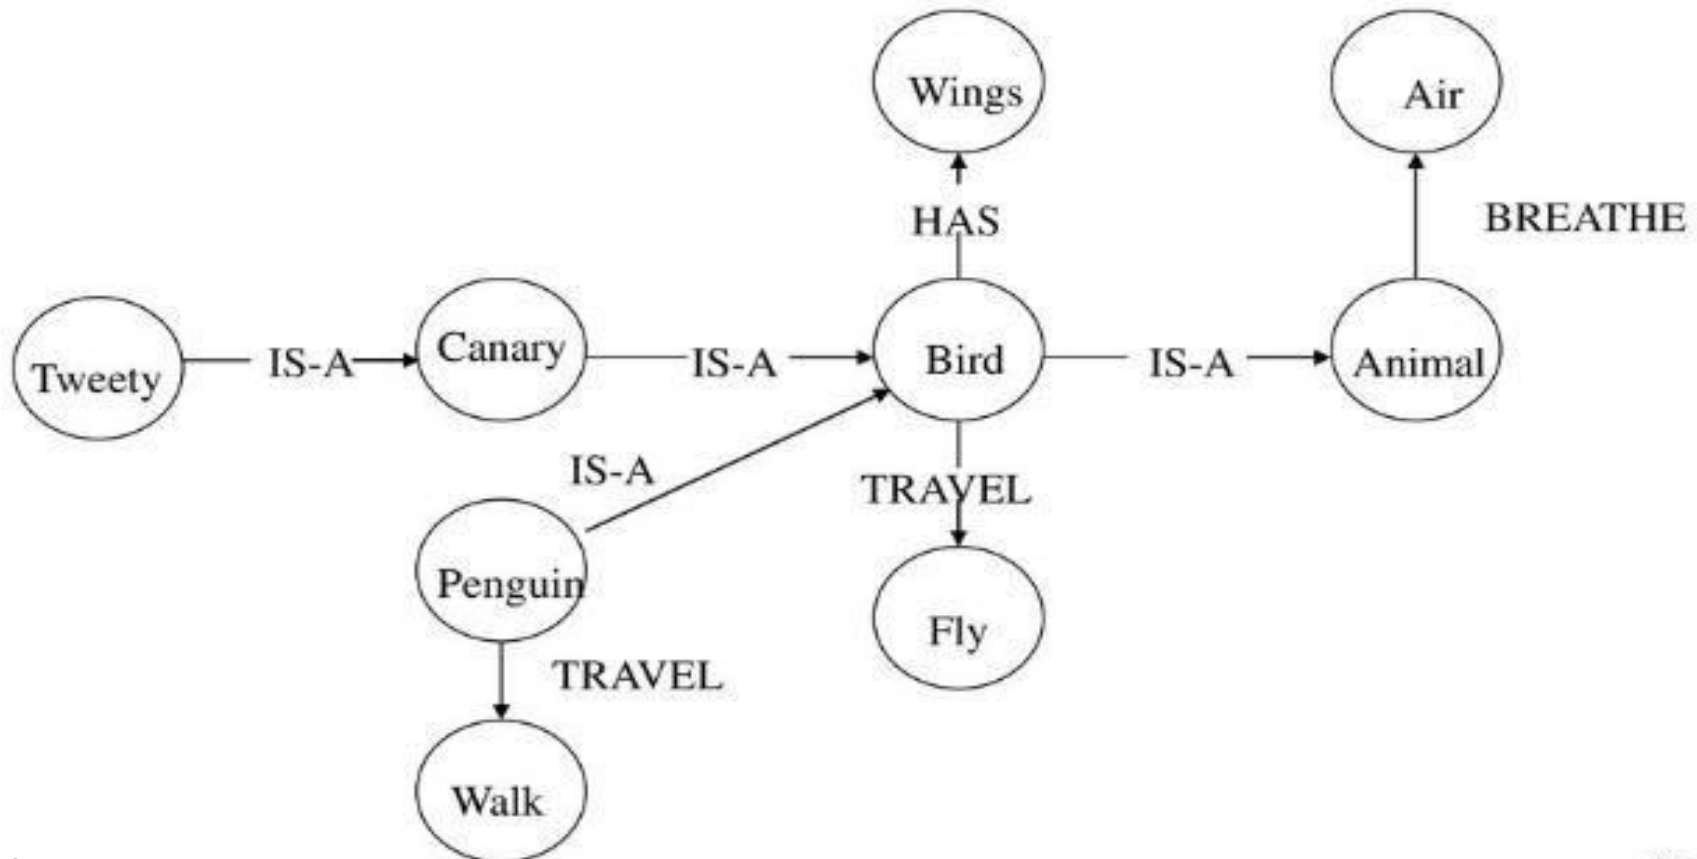 Wings
Air
HAS
BREATHE
Tweety
IS-A
Canary
IS-A
Bird
IS-A
Animal
IS-A
TRAVEL
Penguin
Fly
TRAVEL
Walk